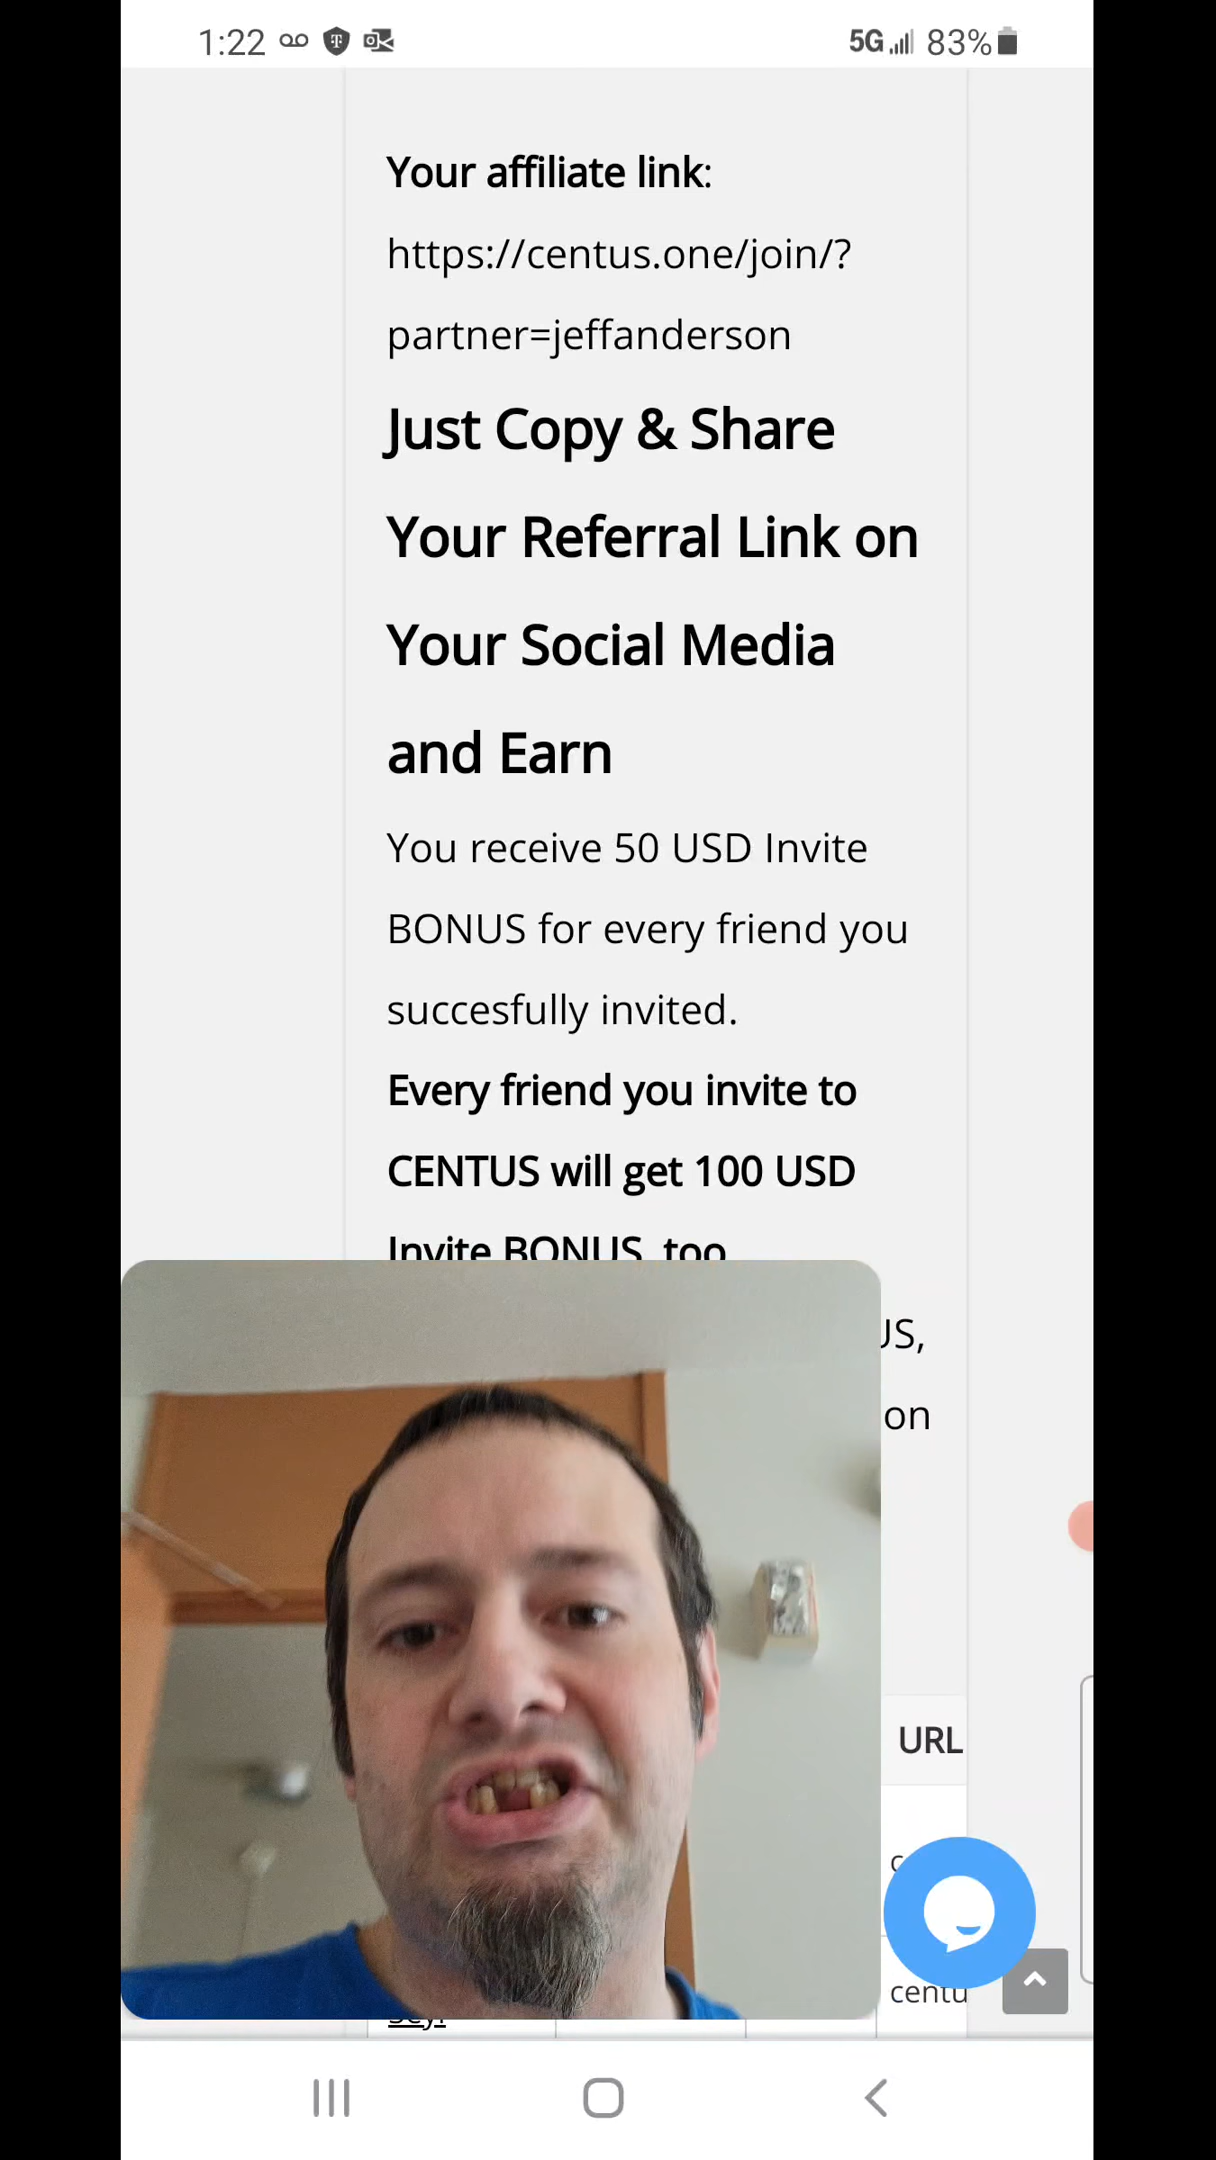 1:22
5G 83%
Your affiliate link:
https://centus.one/join/?
partner=jeffanderson
Just Copy & Share
Your Referral Link on
Your Social Media
and Earn
You receive 50 USD Invite
BONUS for every friend you
succesfully invited.
Every friend you invite to
CENTUS will get 100 USD
Invite BONUS, too
US,
on
URL
centu